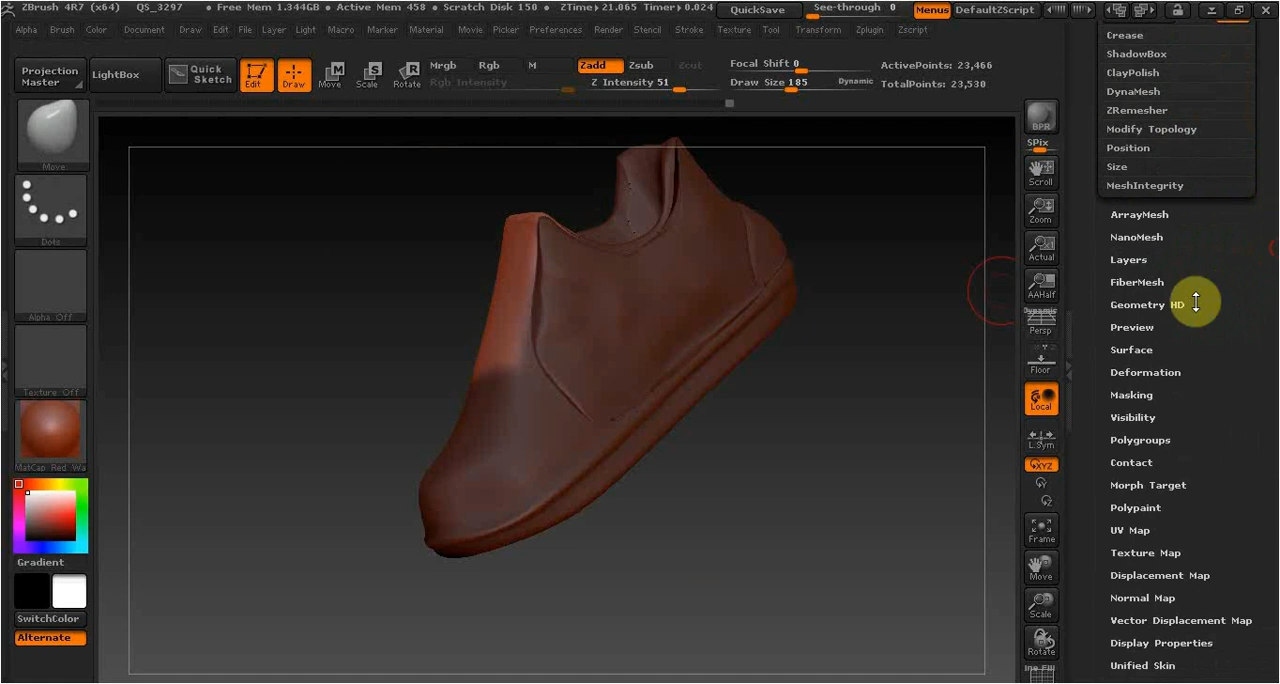 ZBrush 4R7 (x64) QS_3297 • Free Mem 1.344GB • Active Mem 458 • Scratch Disk 150 • ZTime▸21.065 Timer▸0.024 QuickSave See-through 0 Menus DefaultZScript
Alpha Brush Color Document Draw Edit File Layer Light Macro Marker Material Movie Picker Preferences Render Stencil Stroke Texture Tool Transform Zplugin Zscript
Projection Master
LightBox
Quick Sketch
Edit
Draw
Move
Scale
Rotate
Mrgb Rgb M
Rgb Intensity
Zadd Zsub Zcut
Z Intensity 51
Focal Shift 0
Draw Size 185 Dynamic
ActivePoints: 23,466
TotalPoints: 23,530
Move
Dots
Alpha Off
Texture Off
MatCap Red Wa
Gradient
SwitchColor
Alternate
BPR
SPix
Scroll
Zoom
Actual
AAHalf
Dynamic
Persp
Floor
Local
L.Sym
XYZ
Y
Z
Frame
Move
Scale
Rotate
Line Fill
Crease
ShadowBox
ClayPolish
DynaMesh
ZRemesher
Modify Topology
Position
Size
MeshIntegrity
ArrayMesh
NanoMesh
Layers
FiberMesh
Geometry HD
Preview
Surface
Deformation
Masking
Visibility
Polygroups
Contact
Morph Target
Polypaint
UV Map
Texture Map
Displacement Map
Normal Map
Vector Displacement Map
Display Properties
Unified Skin